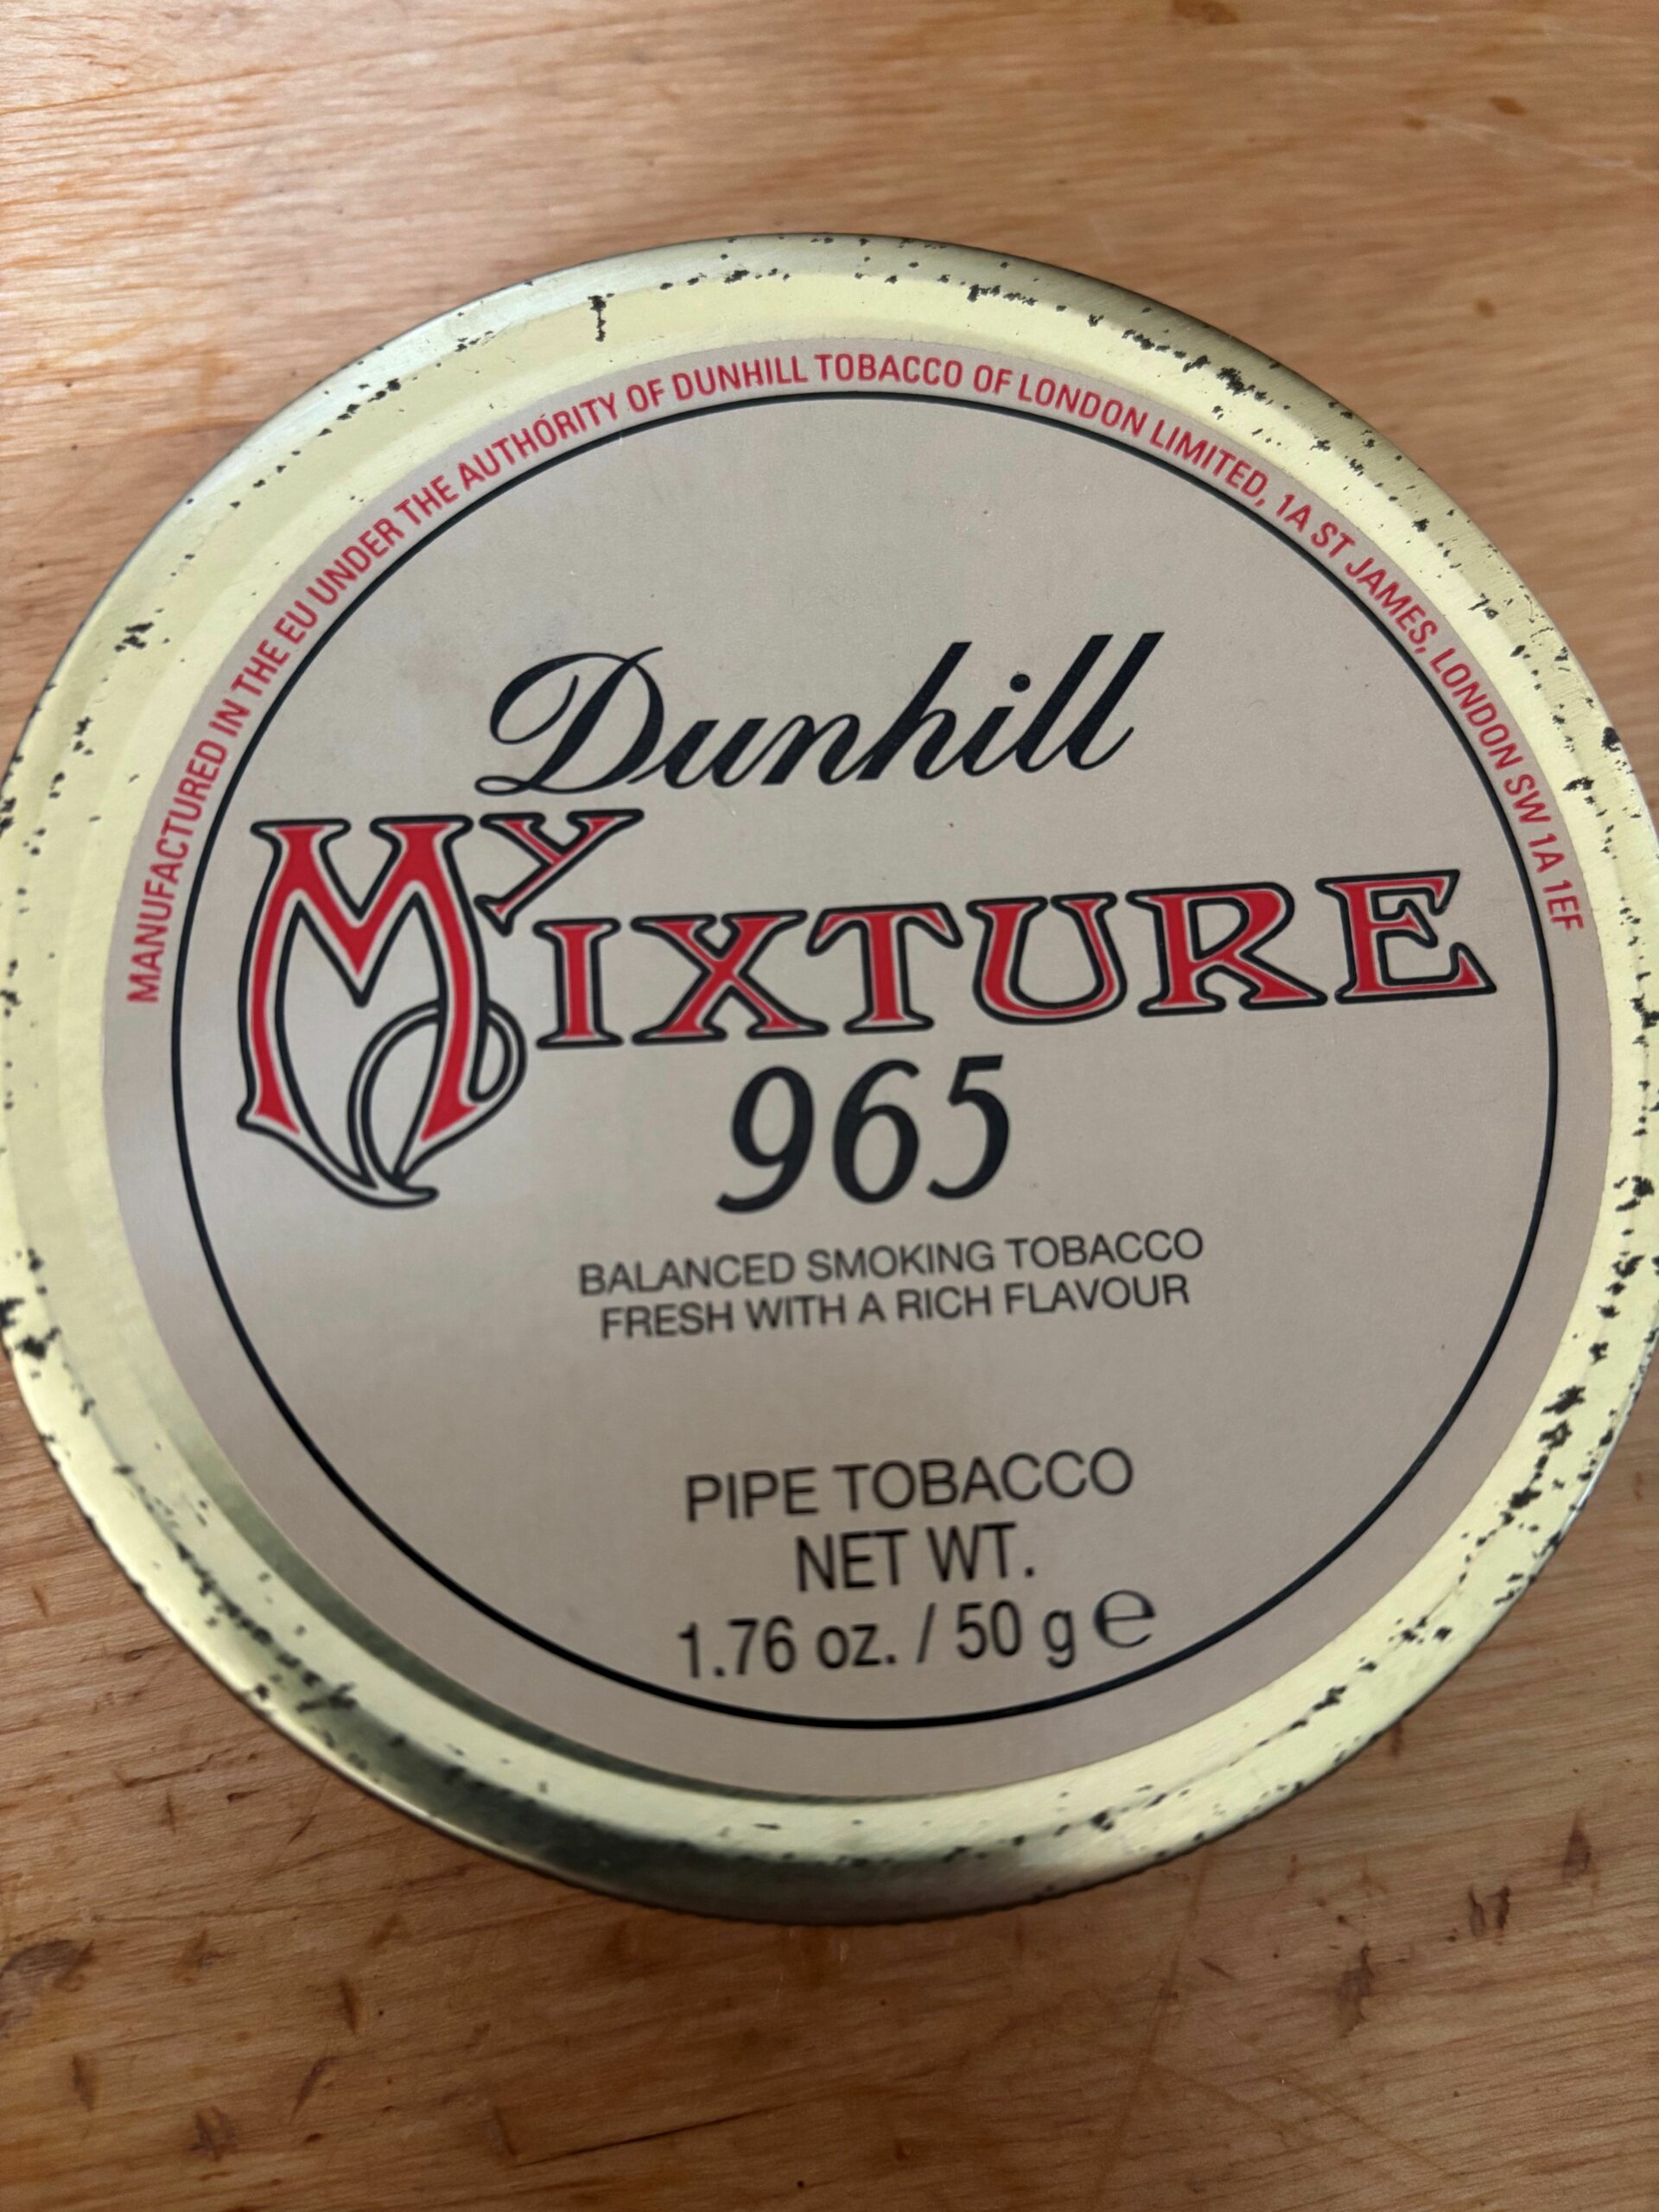 MANUFACTURED IN THE EU UNDER THE AUTHORITY OF DUNHILL TOBACCO OF LONDON LIMITED, 1A ST JAMES, LONDON SW 1A 1EF
Dunhill
My MIXTURE
965
BALANCED SMOKING TOBACCO
FRESH WITH A RICH FLAVOUR
PIPE TOBACCO
NET WT.
1.76 oz. / 50 g ℮